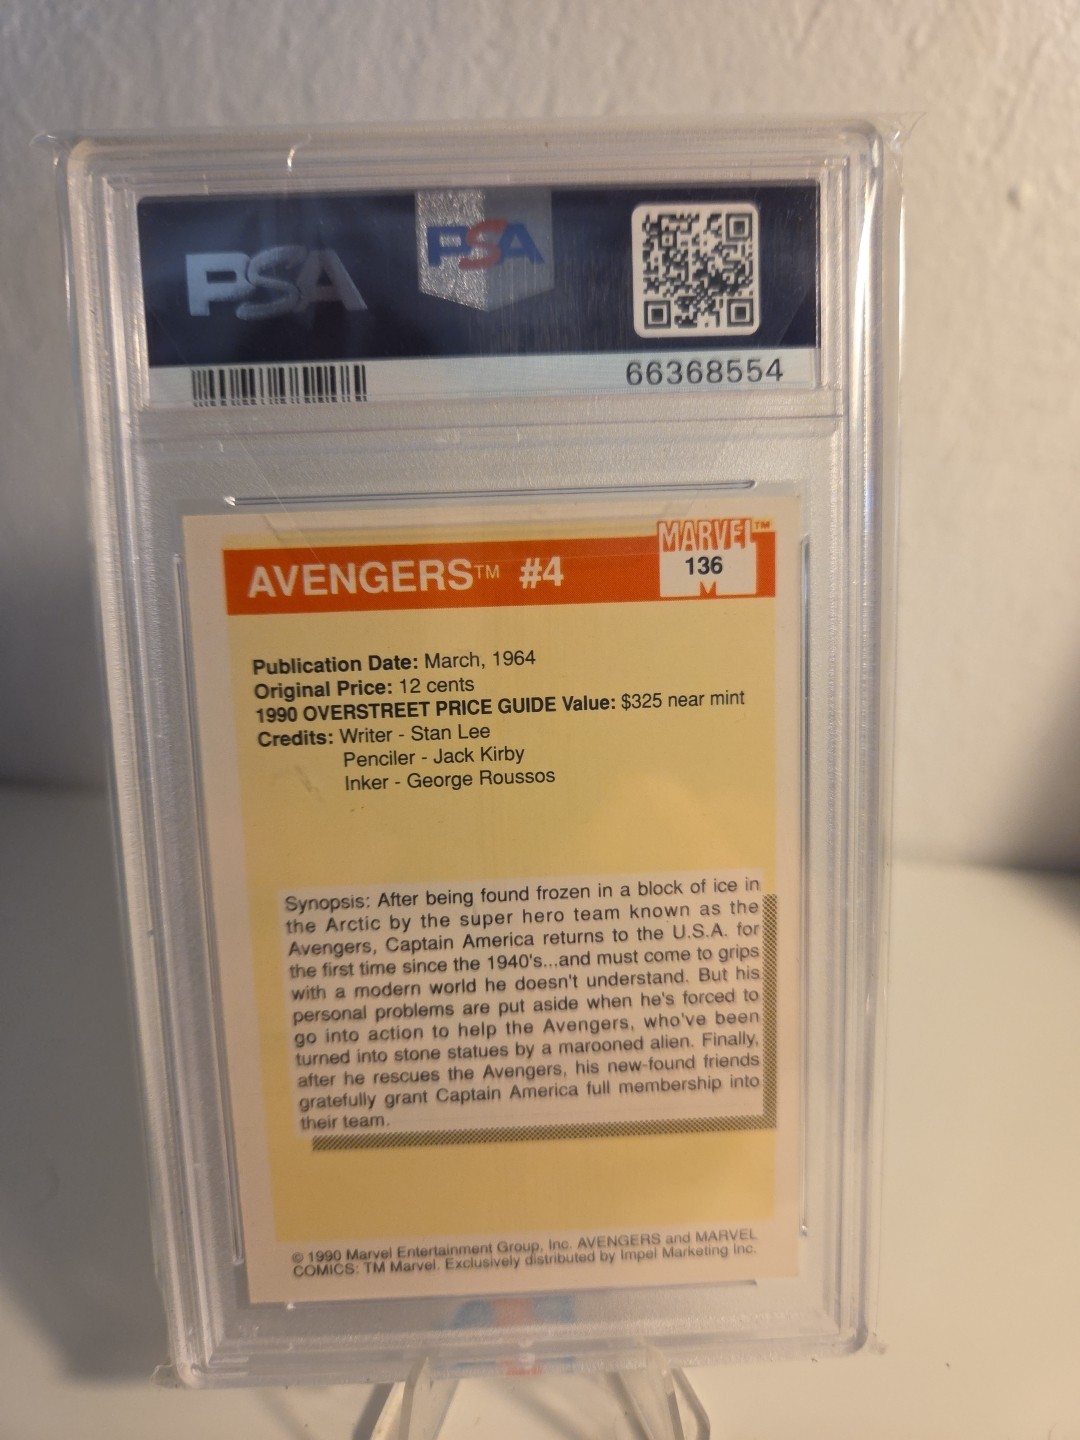 PSA
PSA
66368554
MARVEL™
AVENGERS™ #4
136
Publication Date: March, 1964
Original Price: 12 cents
1990 OVERSTREET PRICE GUIDE Value: $325 near mint
Credits: Writer - Stan Lee
Penciler - Jack Kirby
Inker - George Roussos
Synopsis: After being found frozen in a block of ice in
the Arctic by the super hero team known as the
Avengers, Captain America returns to the U.S.A. for
the first time since the 1940's...and must come to grips
with a modern world he doesn't understand. But his
personal problems are put aside when he's forced to
go into action to help the Avengers, who've been
turned into stone statues by a marooned alien. Finally,
after he rescues the Avengers, his new-found friends
gratefully grant Captain America full membership into
their team.
© 1990 Marvel Entertainment Group, Inc. AVENGERS and MARVEL
COMICS: TM Marvel. Exclusively distributed by Impel Marketing Inc.